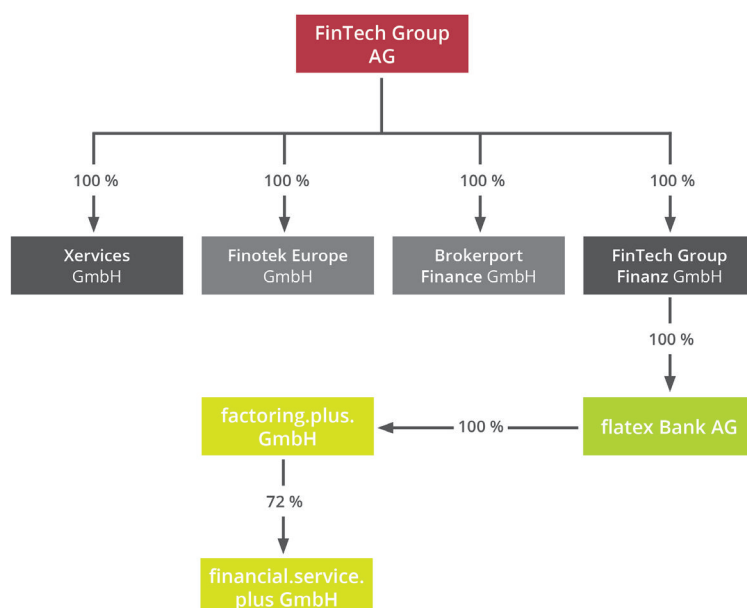 FinTech Group
AG
100 %
100 %
100 %
100 %
Xervices
GmbH
Finotek Europe
GmbH
Brokerport
Finance GmbH
FinTech Group
Finanz GmbH
100 %
factoring.plus.
GmbH
100 %
flatex Bank AG
72 %
financial.service.
plus GmbH